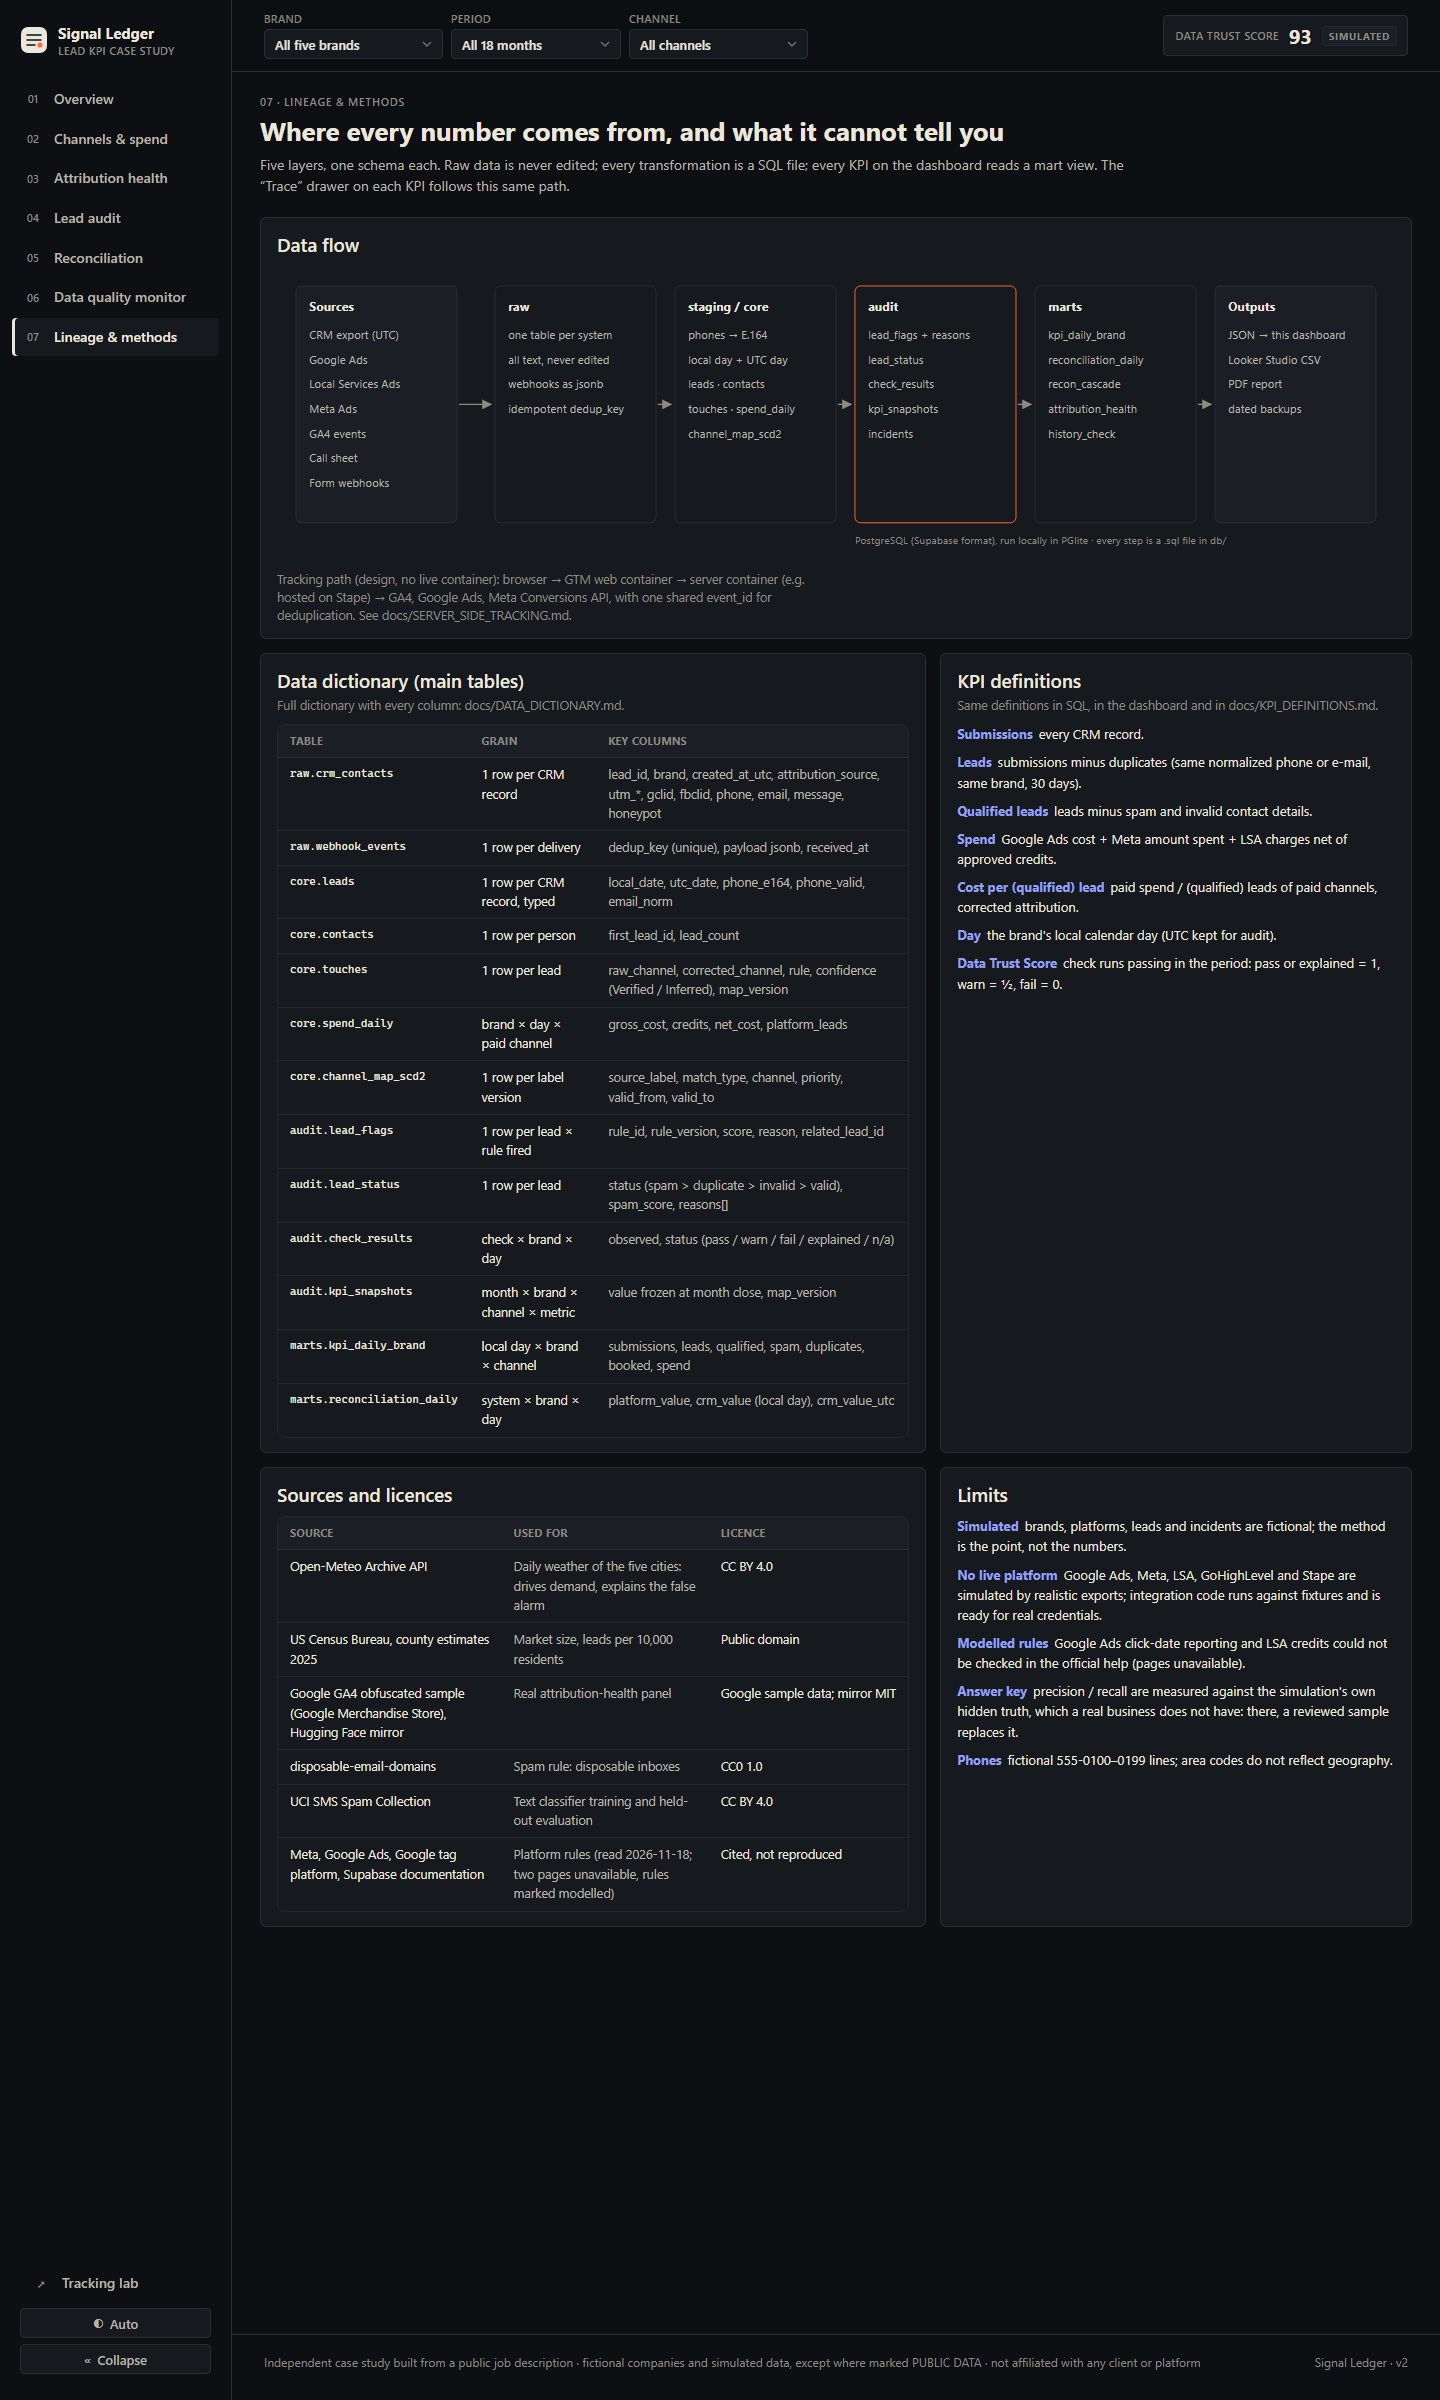 Signal Ledger
LEAD KPI CASE STUDY
01 Overview
02 Channels & spend
03 Attribution health
04 Lead audit
05 Reconciliation
06 Data quality monitor
07 Lineage & methods
↗ Tracking lab
◐ Auto
« Collapse
BRAND
All five brands
PERIOD
All 18 months
CHANNEL
All channels
DATA TRUST SCORE 93 SIMULATED
07 · LINEAGE & METHODS
Where every number comes from, and what it cannot tell you
Five layers, one schema each. Raw data is never edited; every transformation is a SQL file; every KPI on the dashboard reads a mart view. The
“Trace” drawer on each KPI follows this same path.
Data flow
Sources
CRM export (UTC)
Google Ads
Local Services Ads
Meta Ads
GA4 events
Call sheet
Form webhooks
raw
one table per system
all text, never edited
webhooks as jsonb
idempotent dedup_key
staging / core
phones → E.164
local day + UTC day
leads · contacts
touches · spend_daily
channel_map_scd2
audit
lead_flags + reasons
lead_status
check_results
kpi_snapshots
incidents
marts
kpi_daily_brand
reconciliation_daily
recon_cascade
attribution_health
history_check
Outputs
JSON → this dashboard
Looker Studio CSV
PDF report
dated backups
PostgreSQL (Supabase format), run locally in PGlite · every step is a .sql file in db/
Tracking path (design, no live container): browser → GTM web container → server container (e.g.
hosted on Stape) → GA4, Google Ads, Meta Conversions API, with one shared event_id for
deduplication. See docs/SERVER_SIDE_TRACKING.md.
Data dictionary (main tables)
Full dictionary with every column: docs/DATA_DICTIONARY.md.
TABLE GRAIN KEY COLUMNS
raw.crm_contacts 1 row per CRM lead_id, brand, created_at_utc, attribution_source,
record utm_*, gclid, fbclid, phone, email, message,
honeypot
raw.webhook_events 1 row per delivery dedup_key (unique), payload jsonb, received_at
core.leads 1 row per CRM local_date, utc_date, phone_e164, phone_valid,
record, typed email_norm
core.contacts 1 row per person first_lead_id, lead_count
core.touches 1 row per lead raw_channel, corrected_channel, rule, confidence
(Verified / Inferred), map_version
core.spend_daily brand × day × gross_cost, credits, net_cost, platform_leads
paid channel
core.channel_map_scd2 1 row per label source_label, match_type, channel, priority,
version valid_from, valid_to
audit.lead_flags 1 row per lead × rule_id, rule_version, score, reason, related_lead_id
rule fired
audit.lead_status 1 row per lead status (spam > duplicate > invalid > valid),
spam_score, reasons[]
audit.check_results check × brand × observed, status (pass / warn / fail / explained / n/a)
day
audit.kpi_snapshots month × brand × value frozen at month close, map_version
channel × metric
marts.kpi_daily_brand local day × brand submissions, leads, qualified, spam, duplicates,
× channel booked, spend
marts.reconciliation_daily system × brand × platform_value, crm_value (local day), crm_value_utc
day
KPI definitions
Same definitions in SQL, in the dashboard and in docs/KPI_DEFINITIONS.md.
Submissions every CRM record.
Leads submissions minus duplicates (same normalized phone or e-mail,
same brand, 30 days).
Qualified leads leads minus spam and invalid contact details.
Spend Google Ads cost + Meta amount spent + LSA charges net of
approved credits.
Cost per (qualified) lead paid spend / (qualified) leads of paid channels,
corrected attribution.
Day the brand's local calendar day (UTC kept for audit).
Data Trust Score check runs passing in the period: pass or explained = 1,
warn = ½, fail = 0.
Sources and licences
SOURCE USED FOR LICENCE
Open-Meteo Archive API Daily weather of the five cities: CC BY 4.0
drives demand, explains the false
alarm
US Census Bureau, county estimates Market size, leads per 10,000 Public domain
2025 residents
Google GA4 obfuscated sample Real attribution-health panel Google sample data; mirror MIT
(Google Merchandise Store),
Hugging Face mirror
disposable-email-domains Spam rule: disposable inboxes CC0 1.0
UCI SMS Spam Collection Text classifier training and held- CC BY 4.0
out evaluation
Meta, Google Ads, Google tag Platform rules (read 2026-11-18; Cited, not reproduced
platform, Supabase documentation two pages unavailable, rules
marked modelled)
Limits
Simulated brands, platforms, leads and incidents are fictional; the method
is the point, not the numbers.
No live platform Google Ads, Meta, LSA, GoHighLevel and Stape are
simulated by realistic exports; integration code runs against fixtures and is
ready for real credentials.
Modelled rules Google Ads click-date reporting and LSA credits could not
be checked in the official help (pages unavailable).
Answer key precision / recall are measured against the simulation's own
hidden truth, which a real business does not have: there, a reviewed sample
replaces it.
Phones fictional 555-0100–0199 lines; area codes do not reflect geography.
Independent case study built from a public job description · fictional companies and simulated data, except where marked PUBLIC DATA · not affiliated with any client or platform
Signal Ledger · v2